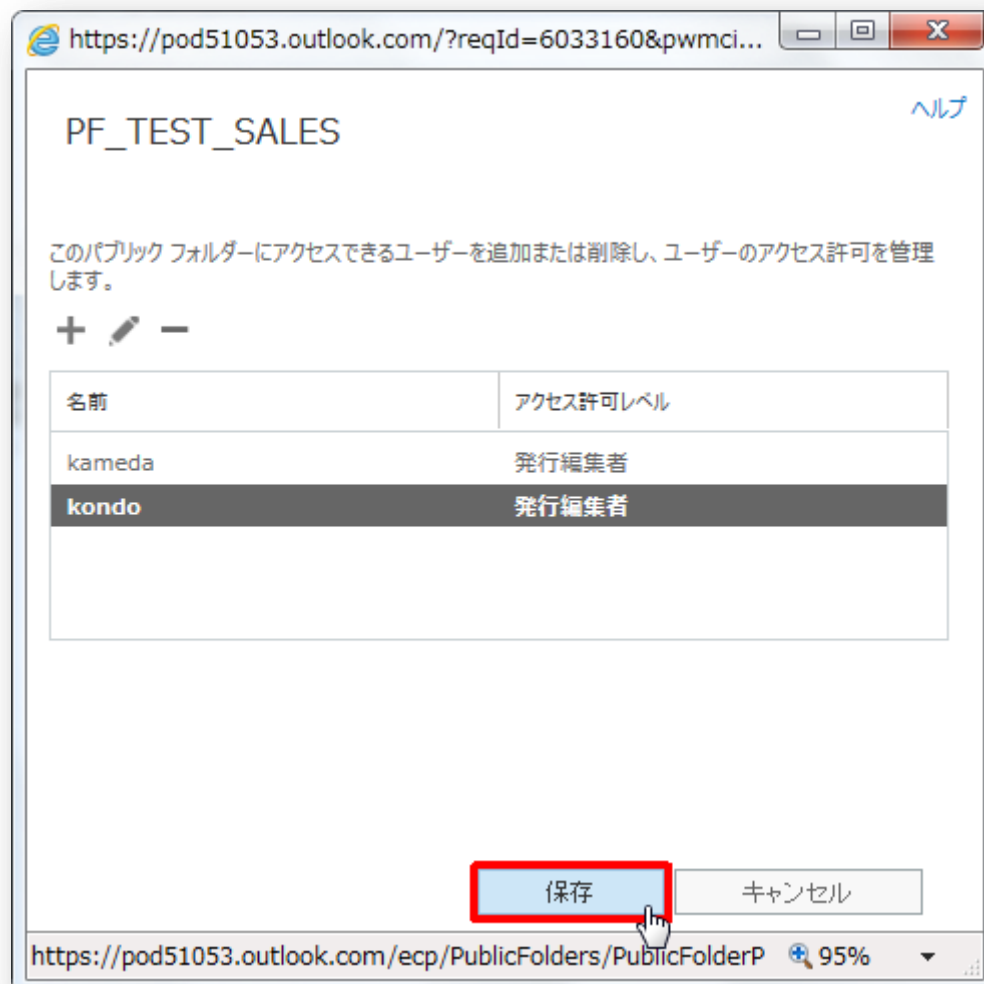 https://pod51053.outlook.com/?reqId=6033160&pwmci...
ヘルプ
PF_TEST_SALES
このパブリック フォルダーにアクセスできるユーザーを追加または削除し、ユーザーのアクセス許可を管理
します。
名前 アクセス許可レベル
kameda 発行編集者
kondo 発行編集者
保存 キャンセル
https://pod51053.outlook.com/ecp/PublicFolders/PublicFolderP 95%